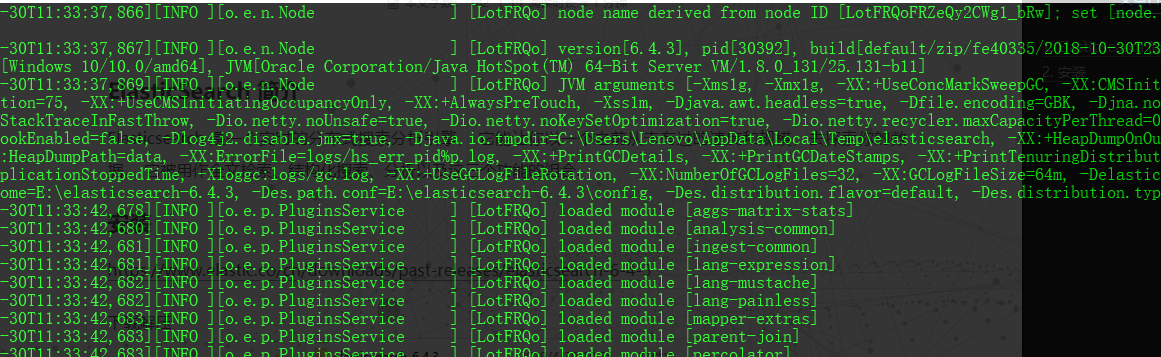 -30T11:33:37,866][INFO ][o.e.n.Node               ] [LotFRQo] node name derived from node ID [LotFRQoFRZeQy2CWg1_bRw]; set [node.
-30T11:33:37,867][INFO ][o.e.n.Node               ] [LotFRQo] version[6.4.3], pid[30392], build[default/zip/fe40335/2018-10-30T23
[Windows 10/10.0/amd64], JVM[Oracle Corporation/Java HotSpot(TM) 64-Bit Server VM/1.8.0_131/25.131-b11]
-30T11:33:37,869][INFO ][o.e.n.Node               ] [LotFRQo] JVM arguments [-Xms1g, -Xmx1g, -XX:+UseConcMarkSweepGC, -XX:CMSInit
tion=75, -XX:+UseCMSInitiatingOccupancyOnly, -XX:+AlwaysPreTouch, -Xss1m, -Djava.awt.headless=true, -Dfile.encoding=GBK, -Djna.no
StackTraceInFastThrow, -Dio.netty.noUnsafe=true, -Dio.netty.noKeySetOptimization=true, -Dio.netty.recycler.maxCapacityPerThread=0
ookEnabled=false, -Dlog4j2.disable.jmx=true, -Djava.io.tmpdir=C:\Users\Lenovo\AppData\Local\Temp\elasticsearch, -XX:+HeapDumpOnOu
:HeapDumpPath=data, -XX:ErrorFile=logs/hs_err_pid%p.log, -XX:+PrintGCDetails, -XX:+PrintGCDateStamps, -XX:+PrintTenuringDistribut
plicationStoppedTime, -Xloggc:logs/gc.log, -XX:+UseGCLogFileRotation, -XX:NumberOfGCLogFiles=32, -XX:GCLogFileSize=64m, -Delastic
ome=E:\elasticsearch-6.4.3, -Des.path.conf=E:\elasticsearch-6.4.3\config, -Des.distribution.flavor=default, -Des.distribution.typ
-30T11:33:42,678][INFO ][o.e.p.PluginsService     ] [LotFRQo] loaded module [aggs-matrix-stats]
-30T11:33:42,680][INFO ][o.e.p.PluginsService     ] [LotFRQo] loaded module [analysis-common]
-30T11:33:42,681][INFO ][o.e.p.PluginsService     ] [LotFRQo] loaded module [ingest-common]
-30T11:33:42,681][INFO ][o.e.p.PluginsService     ] [LotFRQo] loaded module [lang-expression]
-30T11:33:42,682][INFO ][o.e.p.PluginsService     ] [LotFRQo] loaded module [lang-mustache]
-30T11:33:42,682][INFO ][o.e.p.PluginsService     ] [LotFRQo] loaded module [lang-painless]
-30T11:33:42,683][INFO ][o.e.p.PluginsService     ] [LotFRQo] loaded module [mapper-extras]
-30T11:33:42,683][INFO ][o.e.p.PluginsService     ] [LotFRQo] loaded module [parent-join]
-30T11:33:42,683][INFO ][o.e.p.PluginsService     ] [LotFRQo] loaded module [percolator]
2. 安装